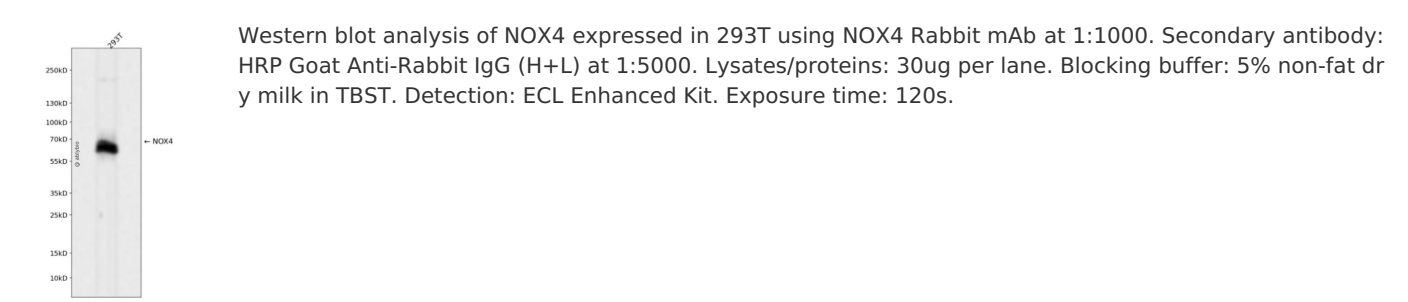 293T
Western blot analysis of NOX4 expressed in 293T using NOX4 Rabbit mAb at 1:1000. Secondary antibody:
HRP Goat Anti-Rabbit IgG (H+L) at 1:5000. Lysates/proteins: 30ug per lane. Blocking buffer: 5% non-fat dr
y milk in TBST. Detection: ECL Enhanced Kit. Exposure time: 120s.
250kD
130kD
100kD
70kD
← NOX4
55kD
35kD
25kD
15kD
10kD